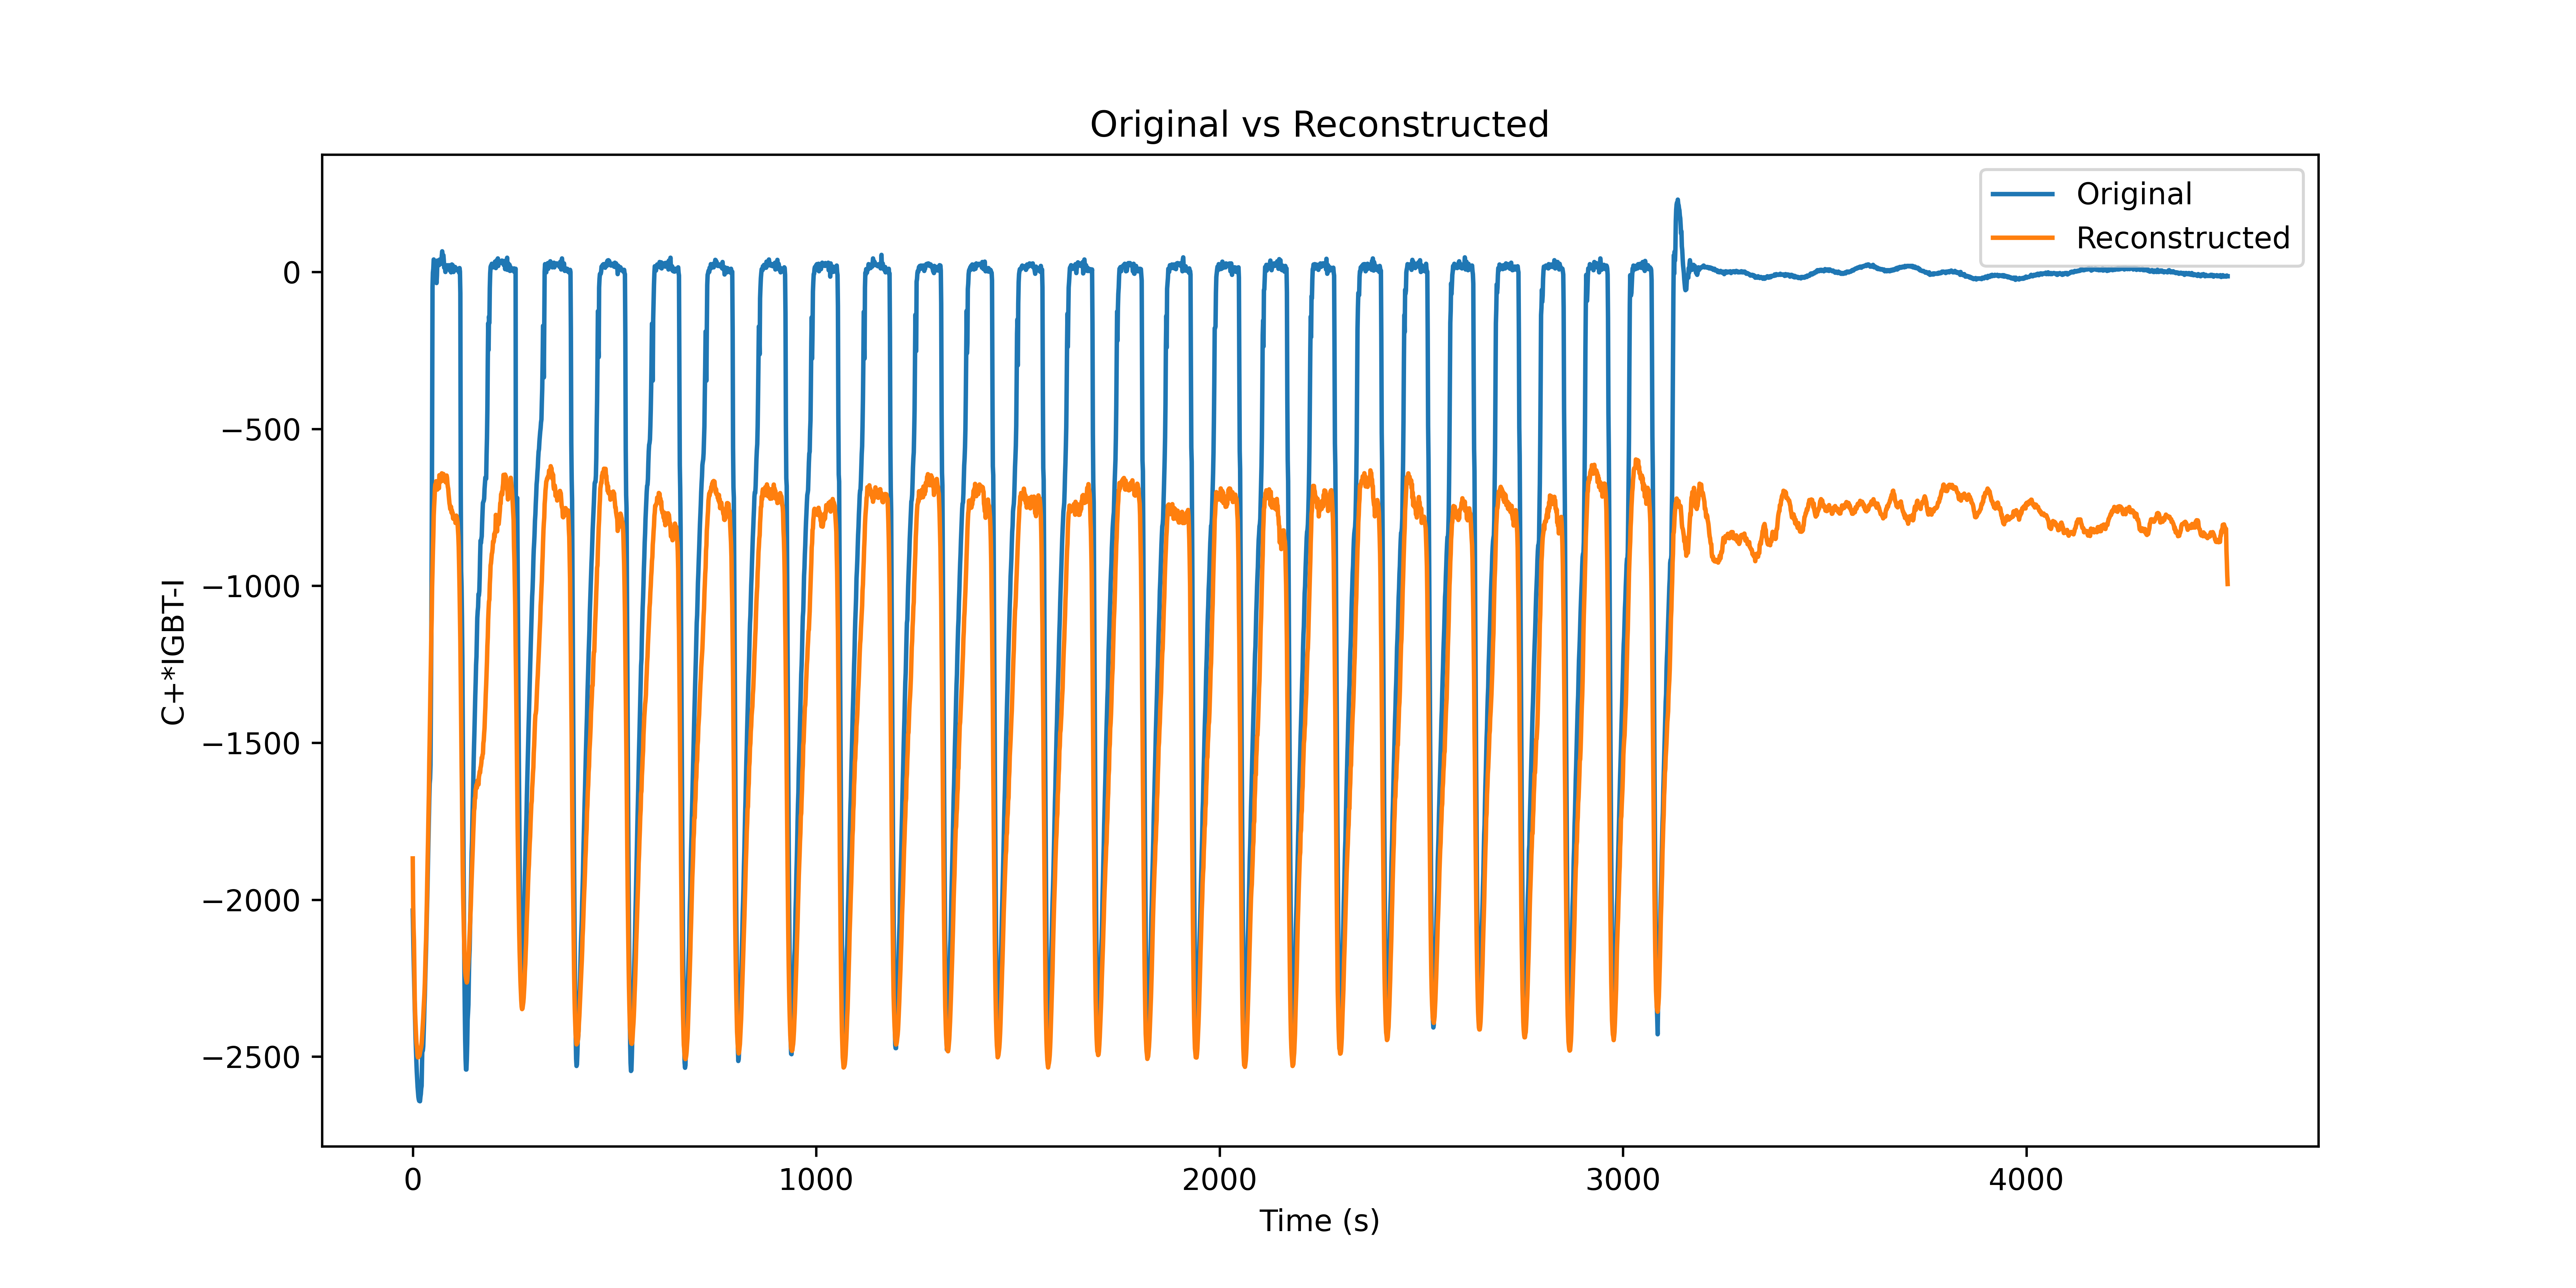 Original vs Reconstructed
Original
Reconstructed
C+*IGBT-I
0
−500
−1000
−1500
−2000
−2500
0 1000 2000 3000 4000
Time (s)